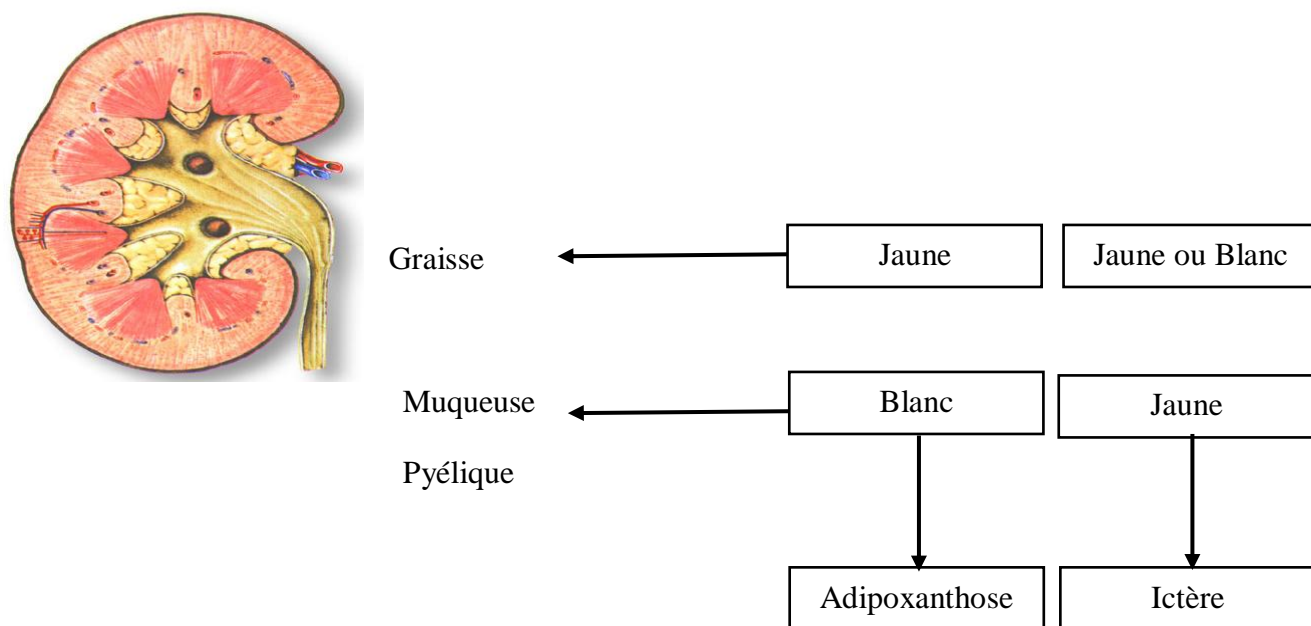 Graisse
Jaune
Jaune ou Blanc
Muqueuse
Pyélique
Blanc
Jaune
Adipoxanthose
Ictère